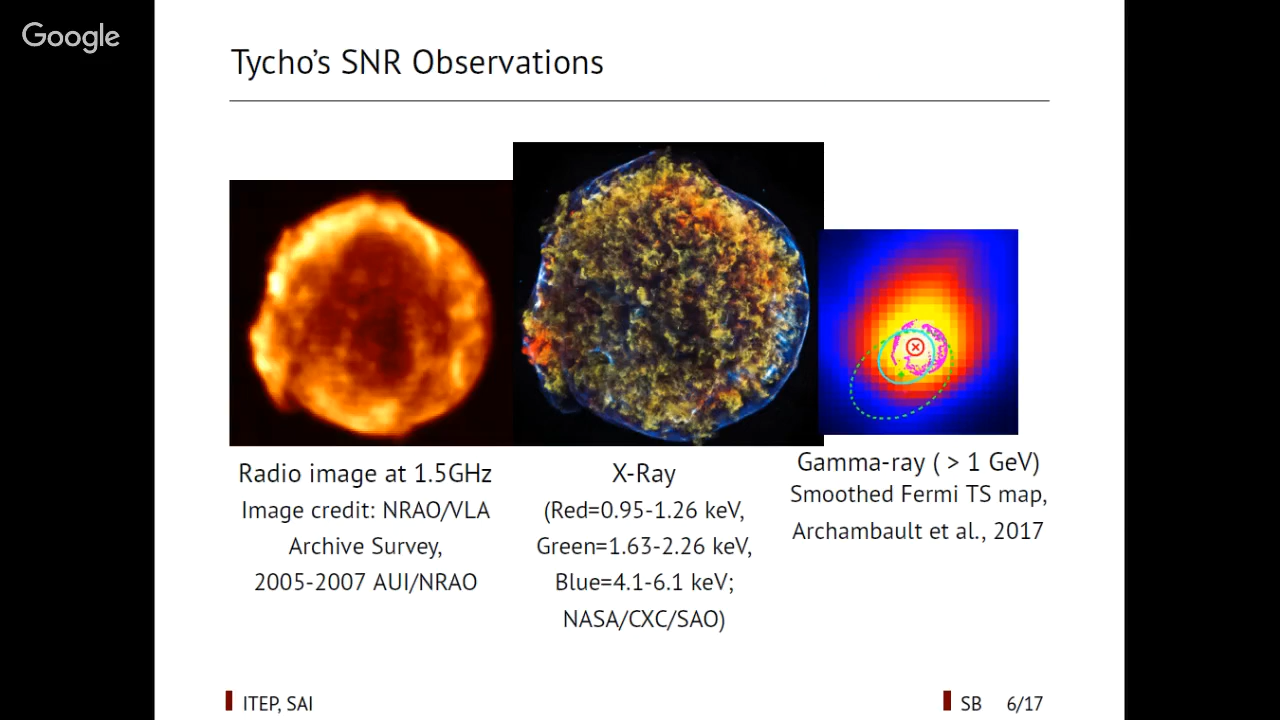 Google
Tycho’s SNR Observations
Radio image at 1.5GHz
Image credit: NRAO/VLA
Archive Survey,
2005-2007 AUI/NRAO
X-Ray
(Red=0.95-1.26 keV,
Green=1.63-2.26 keV,
Blue=4.1-6.1 keV;
NASA/CXC/SAO)
Gamma-ray ( > 1 GeV)
Smoothed Fermi TS map,
Archambault et al., 2017
ITEP, SAI
SB 6/17